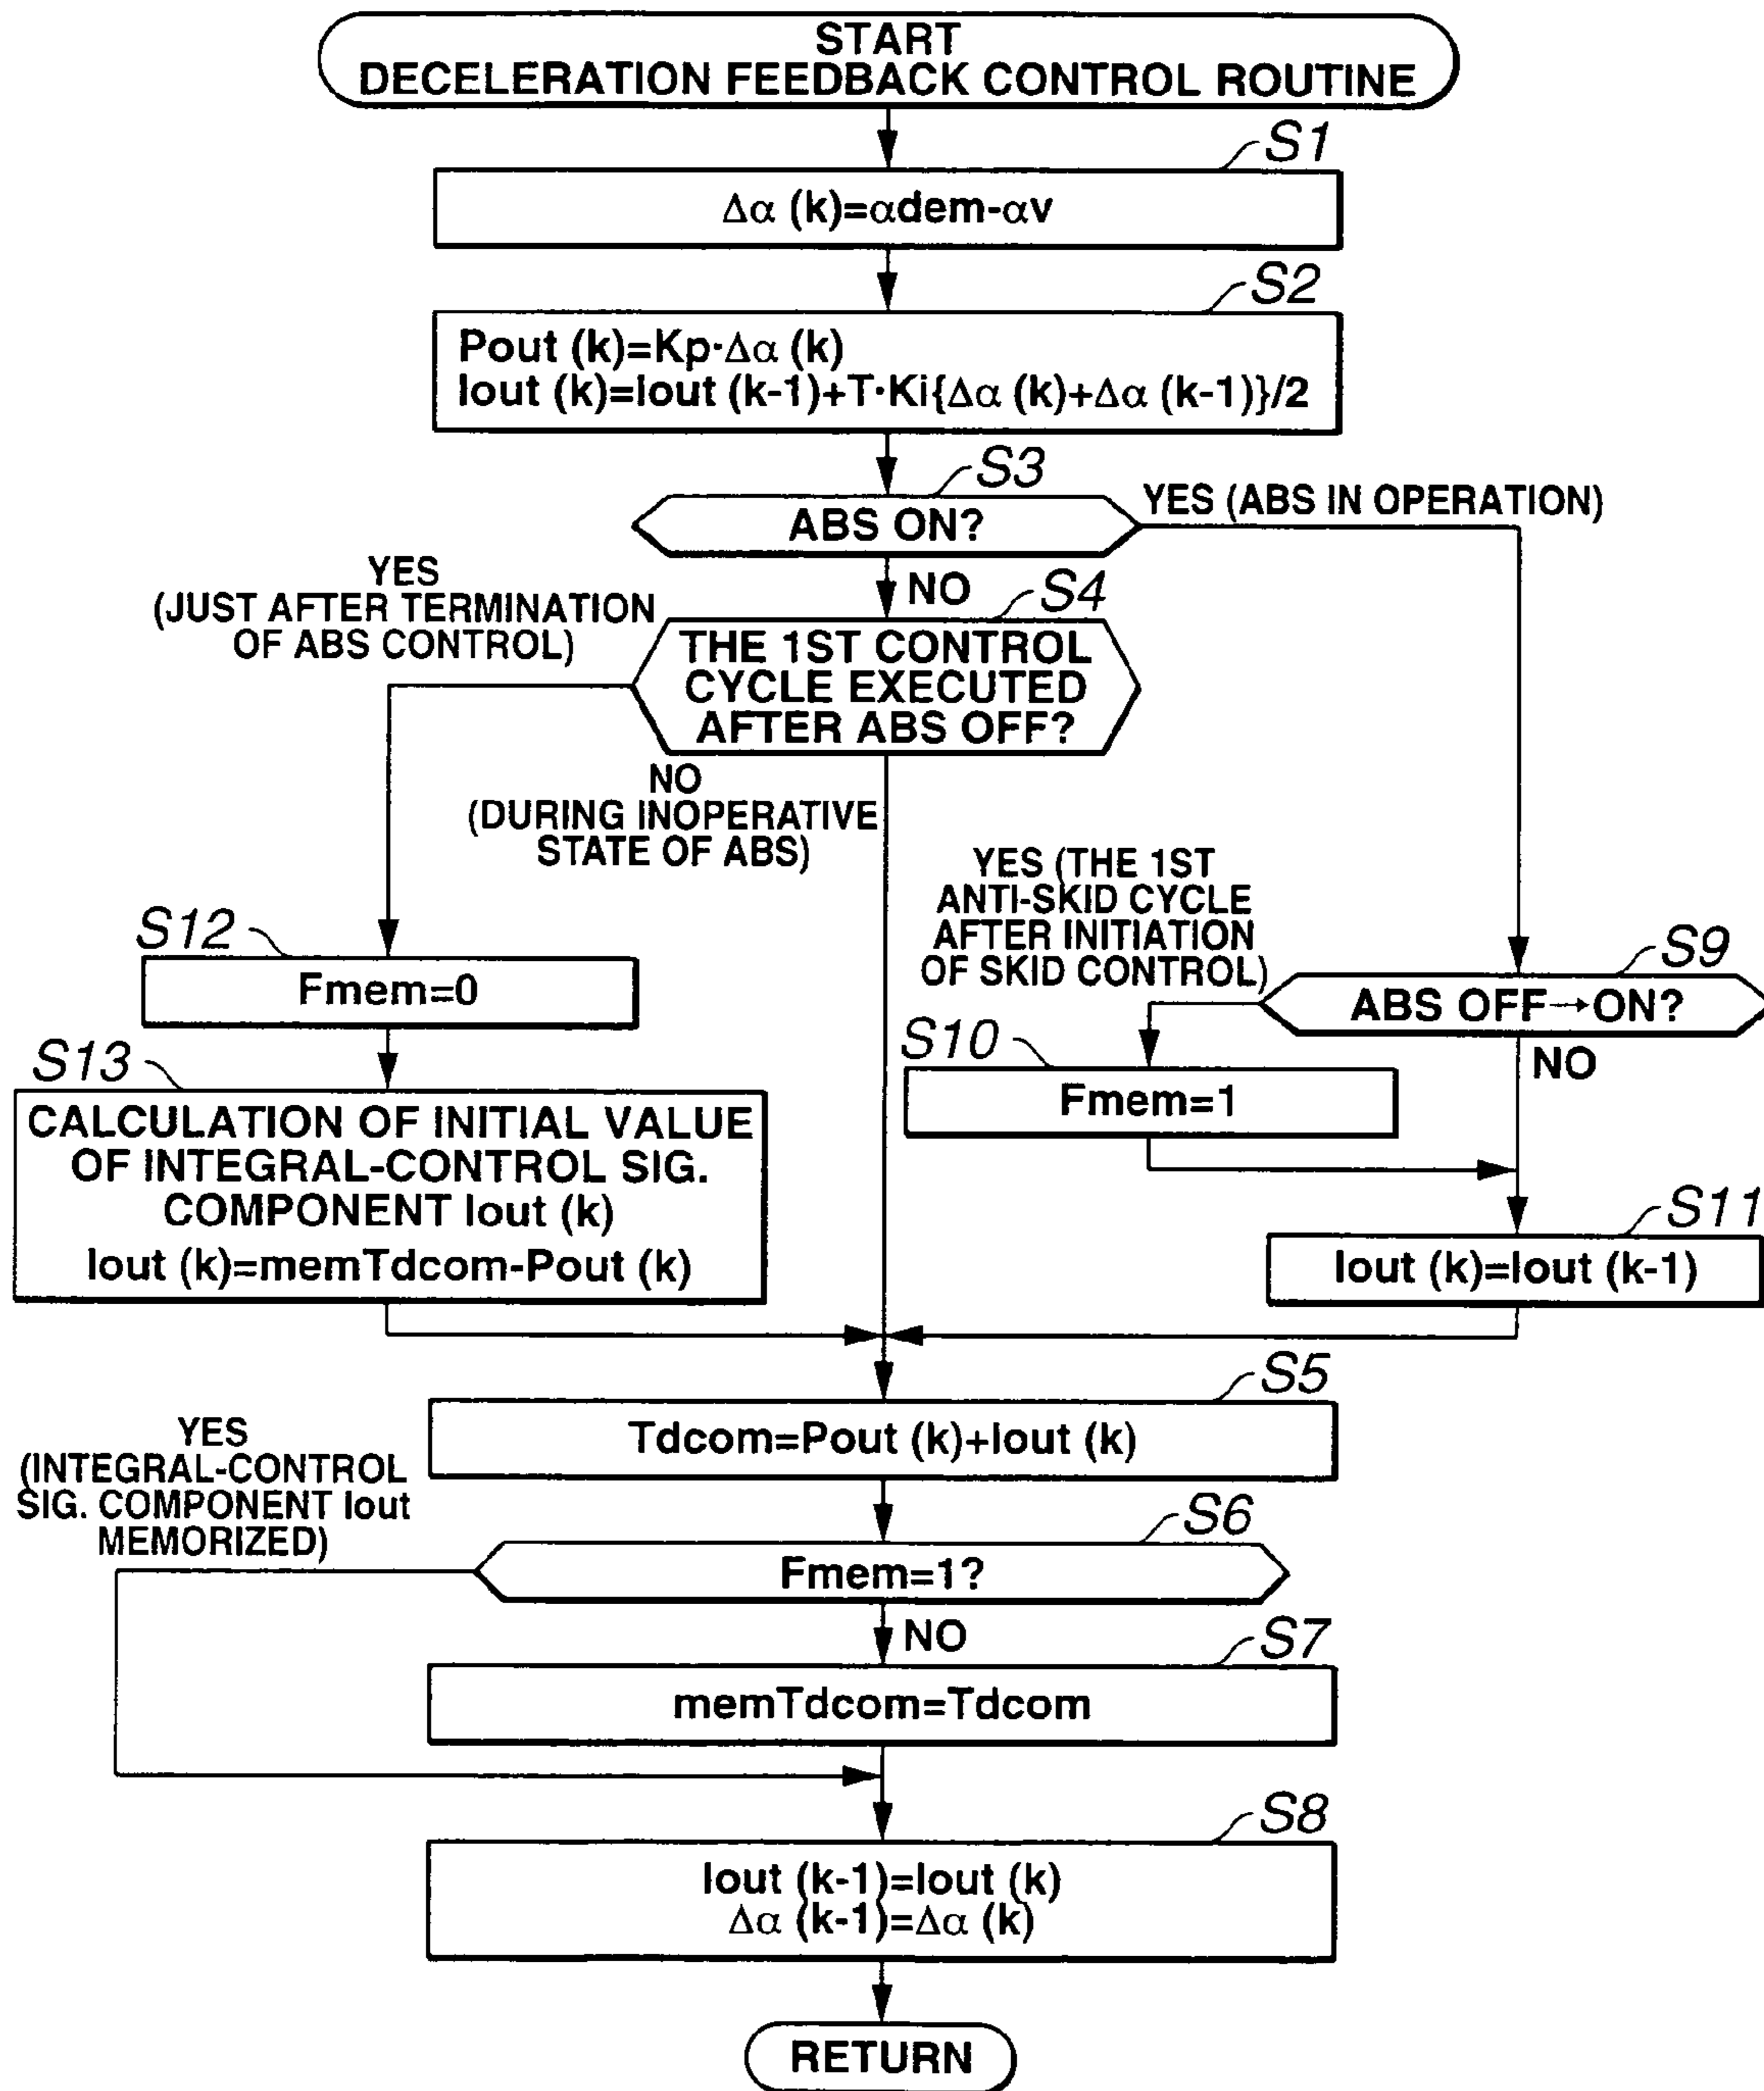 START
DECELERATION FEEDBACK CONTROL ROUTINE
S1
Δα (k)=αdem-αv
S2
Pout (k)=Kp·Δα (k)
Iout (k)=Iout (k-1)+T·Ki{Δα (k)+Δα (k-1)}/2
S3
ABS ON?
YES (ABS IN OPERATION)
NO
YES
(JUST AFTER TERMINATION
OF ABS CONTROL)
S4
THE 1ST CONTROL
CYCLE EXECUTED
AFTER ABS OFF?
NO
(DURING INOPERATIVE
STATE OF ABS)
YES (THE 1ST
ANTI-SKID CYCLE
AFTER INITIATION
OF SKID CONTROL)
S12
Fmem=0
S9
ABS OFF→ON?
NO
S10
Fmem=1
S13
CALCULATION OF INITIAL VALUE
OF INTEGRAL-CONTROL SIG.
COMPONENT Iout (k)
Iout (k)=memTdcom-Pout (k)
S11
Iout (k)=Iout (k-1)
S5
Tdcom=Pout (k)+Iout (k)
YES
(INTEGRAL-CONTROL
SIG. COMPONENT Iout
MEMORIZED)
S6
Fmem=1?
NO
S7
memTdcom=Tdcom
S8
Iout (k-1)=Iout (k)
Δα (k-1)=Δα (k)
RETURN